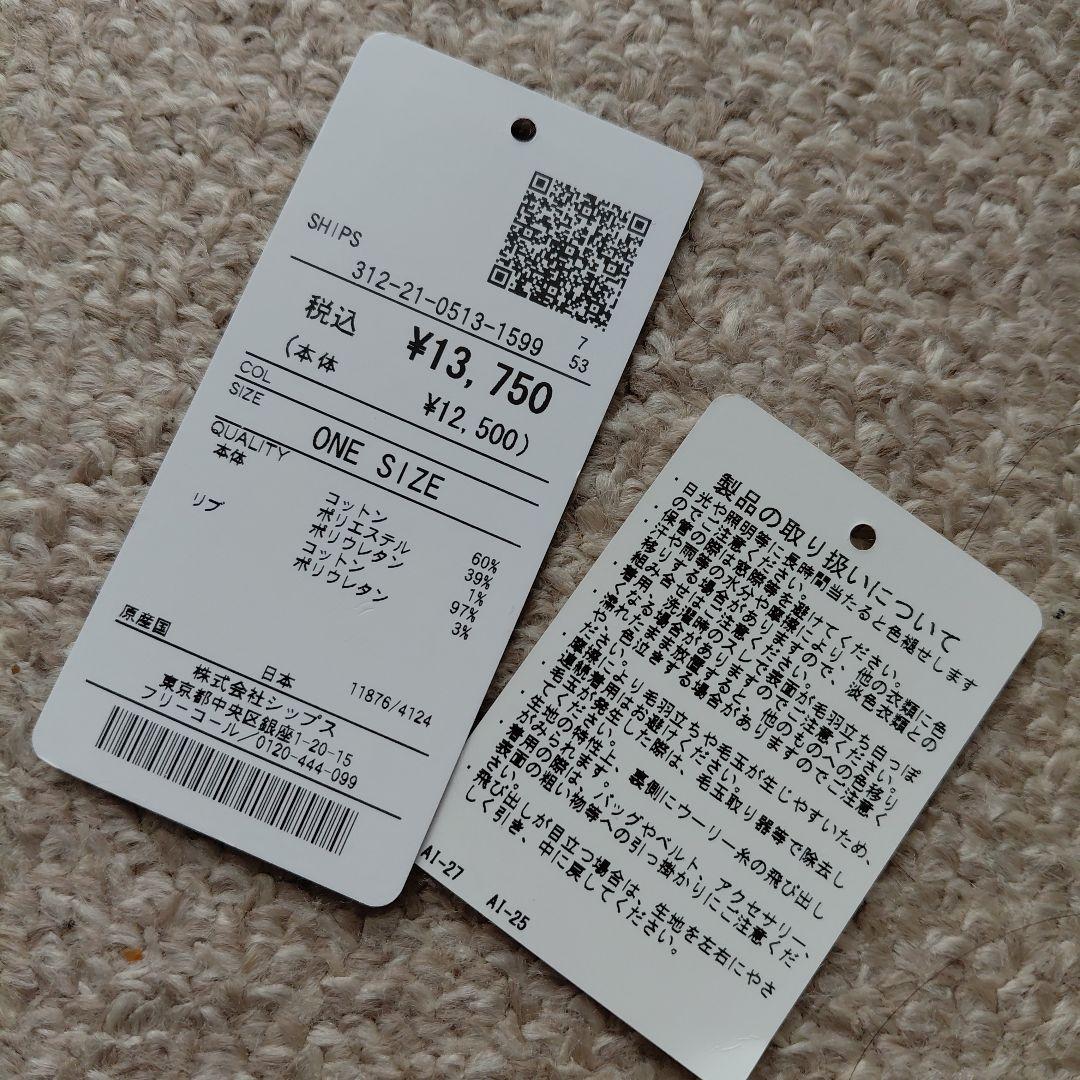 SHIPS
312-21-0513-1599 7
53
税込 ¥13,750
(本体 ¥12,500)
COL
SIZE
ONE SIZE
QUALITY
本体 コットン 60%
ポリエステル 39%
ポリウレタン 1%
リブ コットン 97%
ポリウレタン 3%
原産国
日本 11876/4124
株式会社シップス
東京都中央区銀座1-20-15
フリーコール/0120-444-099
製品の取り扱いについて
・日光や照明等に長時間当たると色褪せします
のでご注意ください。
・保管の際は窓際等を避けてください。
・汗や雨等の水分や摩擦により、他の衣類に色
移りする場合がありますので、淡色衣類との
組み合せはご注意ください。
・着用、洗濯時のスレで表面が毛羽立ち白っぽ
くなる場合がありますのでご注意ください。
・濡れたまま放置すると、他のものへの色移り
や、色泣きする場合がありますのでご注意く
ださい。
・摩擦により毛羽立ちや毛玉が生じやすいため、
連続着用はお避けください。
・毛玉が発生した際は、毛玉取り器等で除去し
てください。
・生地の特性上、裏側にウーリー糸の飛び出し
がみられます。
・着用の際は、バッグやベルト、アクセサリー、
表面の粗い物等への引っ掛かりにご注意くだ
さい。
・飛び出しが目立つ場合は、生地を左右にやさ
しく引き、中に戻してください。
AI-27
AI-25